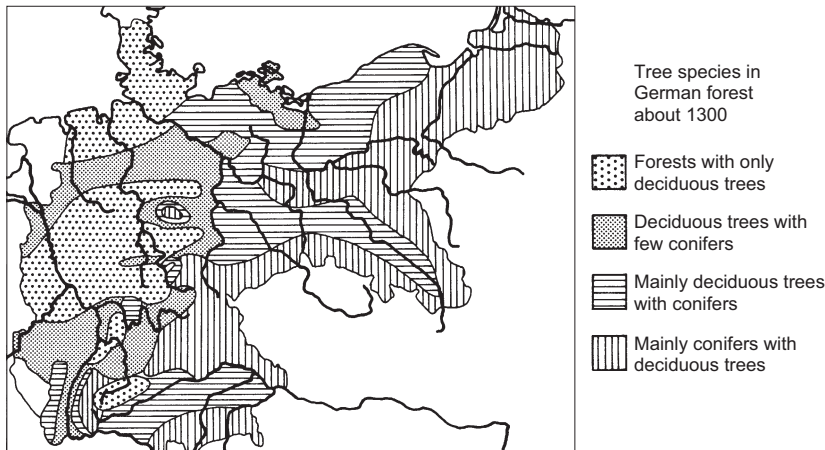 Tree species in
German forest
about 1300
Forests with only
deciduous trees
Deciduous trees with
few conifers
Mainly deciduous trees
with conifers
Mainly conifers with
deciduous trees